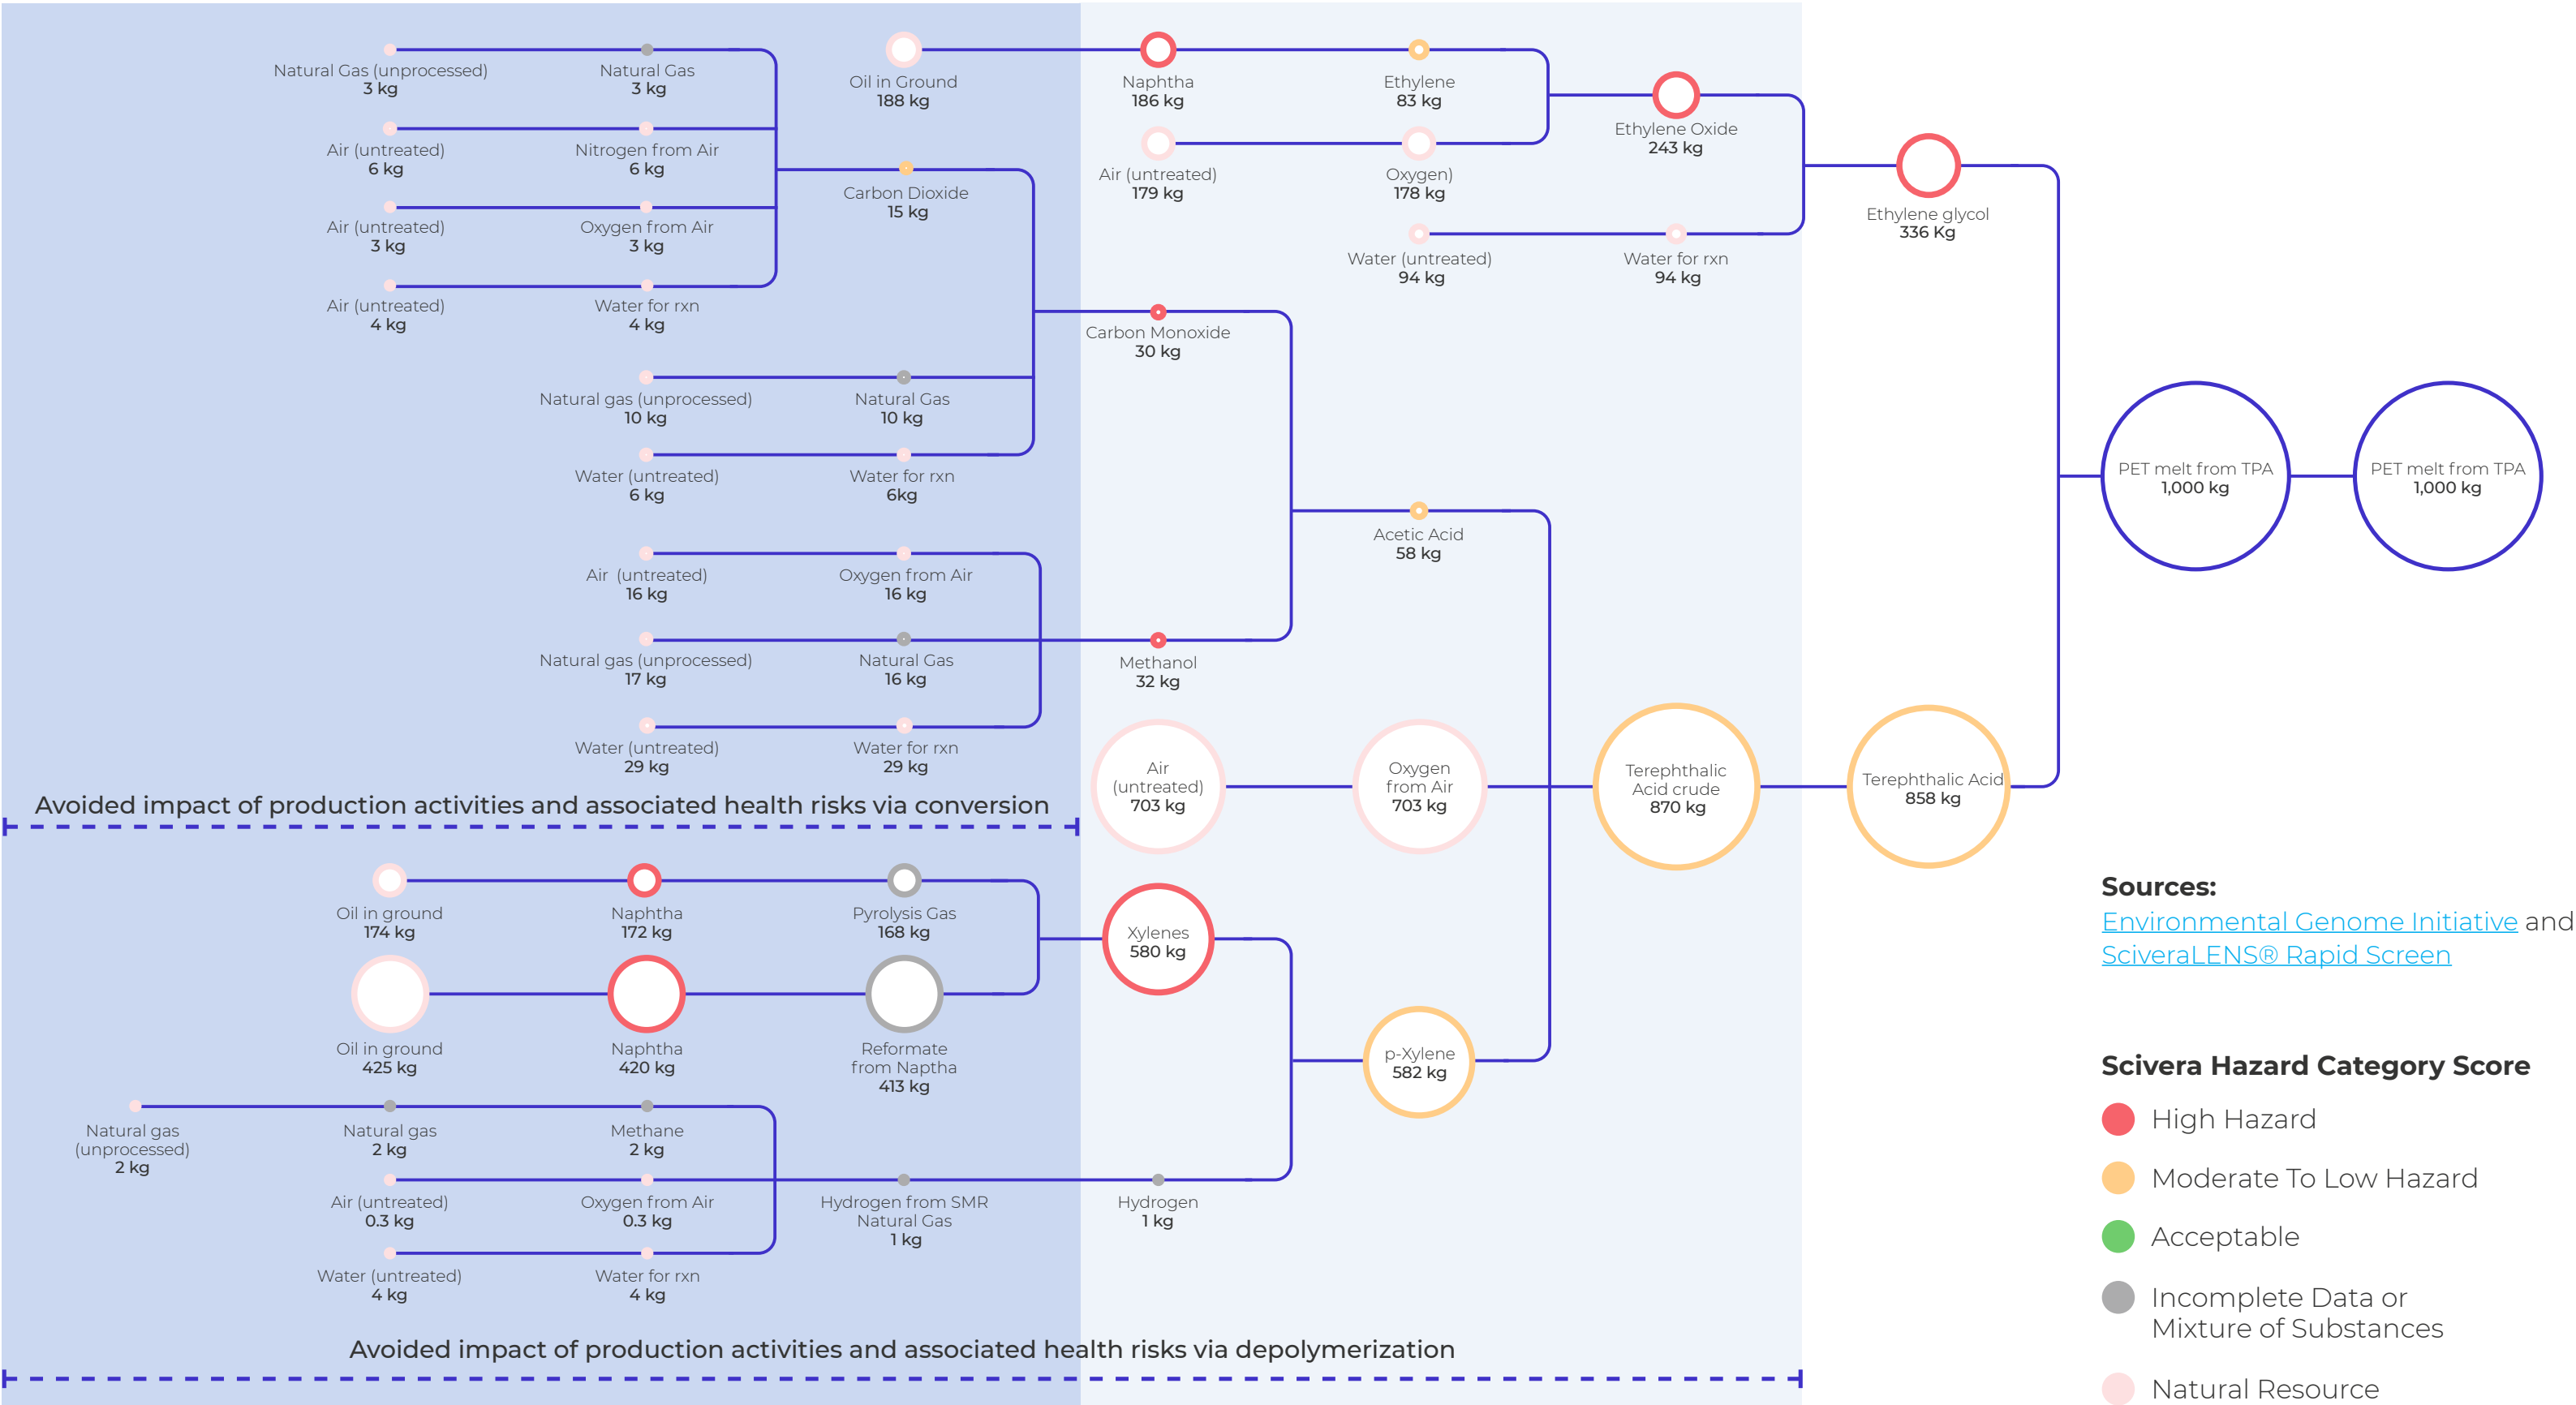 Natural Gas (unprocessed)
3 kg
Natural Gas
3 kg
Oil in Ground
188 kg
Naphtha
186 kg
Ethylene
83 kg
Ethylene Oxide
243 kg
Air (untreated)
6 kg
Nitrogen from Air
6 kg
Air (untreated)
179 kg
Oxygen)
178 kg
Carbon Dioxide
15 kg
Ethylene glycol
336 Kg
Air (untreated)
3 kg
Oxygen from Air
3 kg
Water (untreated)
94 kg
Water for rxn
94 kg
Air (untreated)
4 kg
Water for rxn
4 kg
Carbon Monoxide
30 kg
Natural gas (unprocessed)
10 kg
Natural Gas
10 kg
Water (untreated)
6 kg
Water for rxn
6kg
PET melt from TPA
1,000 kg
PET melt from TPA
1,000 kg
Acetic Acid
58 kg
Air  (untreated)
16 kg
Oxygen from Air
16 kg
Natural gas (unprocessed)
17 kg
Natural Gas
16 kg
Methanol
32 kg
Water (untreated)
29 kg
Water for rxn
29 kg
Air
(untreated)
703 kg
Oxygen
from Air
703 kg
Terephthalic
Acid crude
870 kg
Terephthalic Acid
858 kg
Avoided impact of production activities and associated health risks via conversion
Oil in ground
174 kg
Naphtha
172 kg
Pyrolysis Gas
168 kg
Xylenes
580 kg
Oil in ground
425 kg
Naphtha
420 kg
Reformate
from Naptha
413 kg
p-Xylene
582 kg
Natural gas
(unprocessed)
2 kg
Natural gas
2 kg
Methane
2 kg
Air (untreated)
0.3 kg
Oxygen from Air
0.3 kg
Hydrogen from SMR
Natural Gas
1 kg
Hydrogen
1 kg
Water (untreated)
4 kg
Water for rxn
4 kg
Avoided impact of production activities and associated health risks via depolymerization
Sources:
Environmental Genome Initiative and
SciveraLENS® Rapid Screen
Scivera Hazard Category Score
High Hazard
Moderate To Low Hazard
Acceptable
Incomplete Data or
Mixture of Substances
Natural Resource